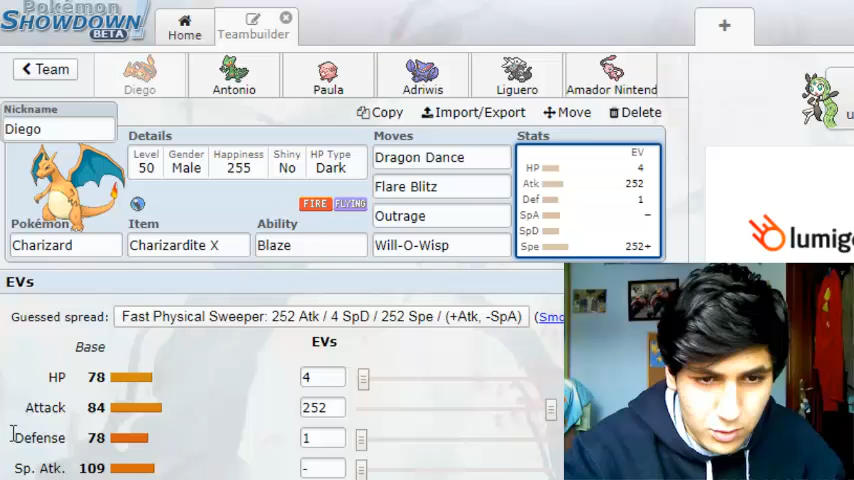 Pokémon
SHOWDOWN!
BETA
Home
Teambuilder
+
< Team
Diego
Antonio
Paula
Adriwis
Liguero
Amador Nintend
Copy
Import/Export
Move
Delete
Nickname
Diego
Details
Level
Gender
Happiness
Shiny
HP Type
50
Male
255
No
Dark
FIRE
FLYING
Pokémon
Charizard
Item
Charizardite X
Ability
Blaze
Moves
Dragon Dance
Flare Blitz
Outrage
Will-O-Wisp
Stats
EV
HP 4
Atk 252
Def 1
SpA –
SpD
Spe 252+
u
lumig
EVs
Guessed spread: Fast Physical Sweeper: 252 Atk / 4 SpD / 252 Spe / (+Atk, -SpA) (Smo
Base
EVs
HP 78 4
Attack 84 252
Defense 78 1
Sp. Atk. 109 -